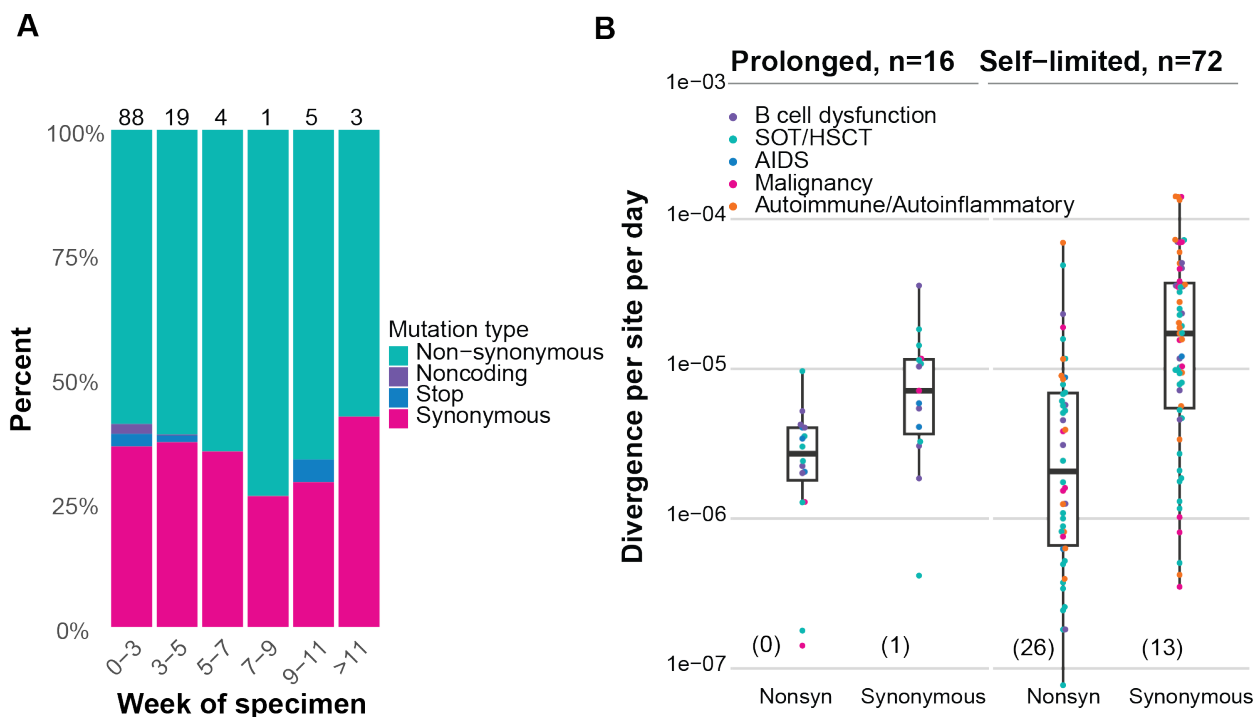 A
88 19 4 1 5 3
100%
75%
50%
25%
0%
Percent
0−3 3−5 5−7 7−9 9−11 >11
Week of specimen
Mutation type
Non−synonymous
Noncoding
Stop
Synonymous
B
Prolonged, n=16 Self−limited, n=72
1e−03
1e−04
1e−05
1e−06
1e−07
Divergence per site per day
B cell dysfunction
SOT/HSCT
AIDS
Malignancy
Autoimmune/Autoinflammatory
(0) (1) (26) (13)
Nonsyn Synonymous Nonsyn Synonymous